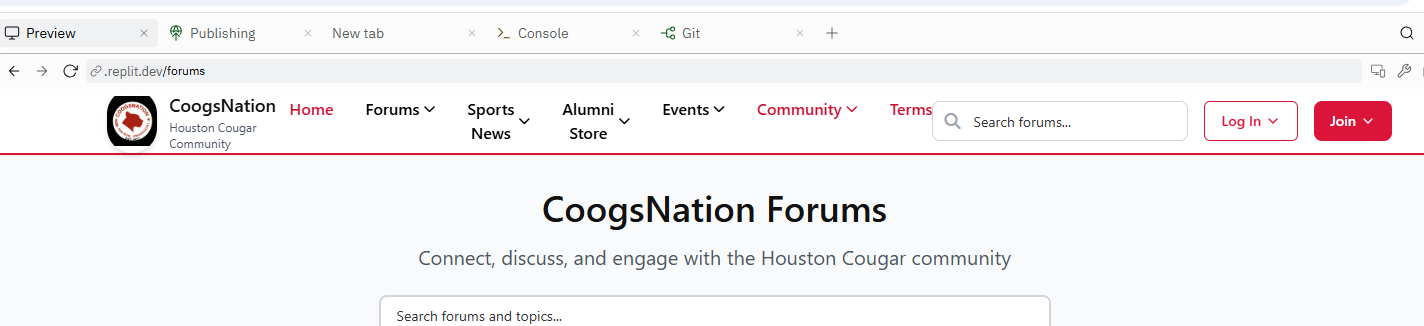 Preview
Publishing
New tab
Console
Git
.replit.dev/forums
CoogsNation
Houston Cougar
Community
Home
Forums
Sports
News
Alumni
Store
Events
Community
Terms
Search forums...
Log In
Join
CoogsNation Forums
Connect, discuss, and engage with the Houston Cougar community
Search forums and topics...